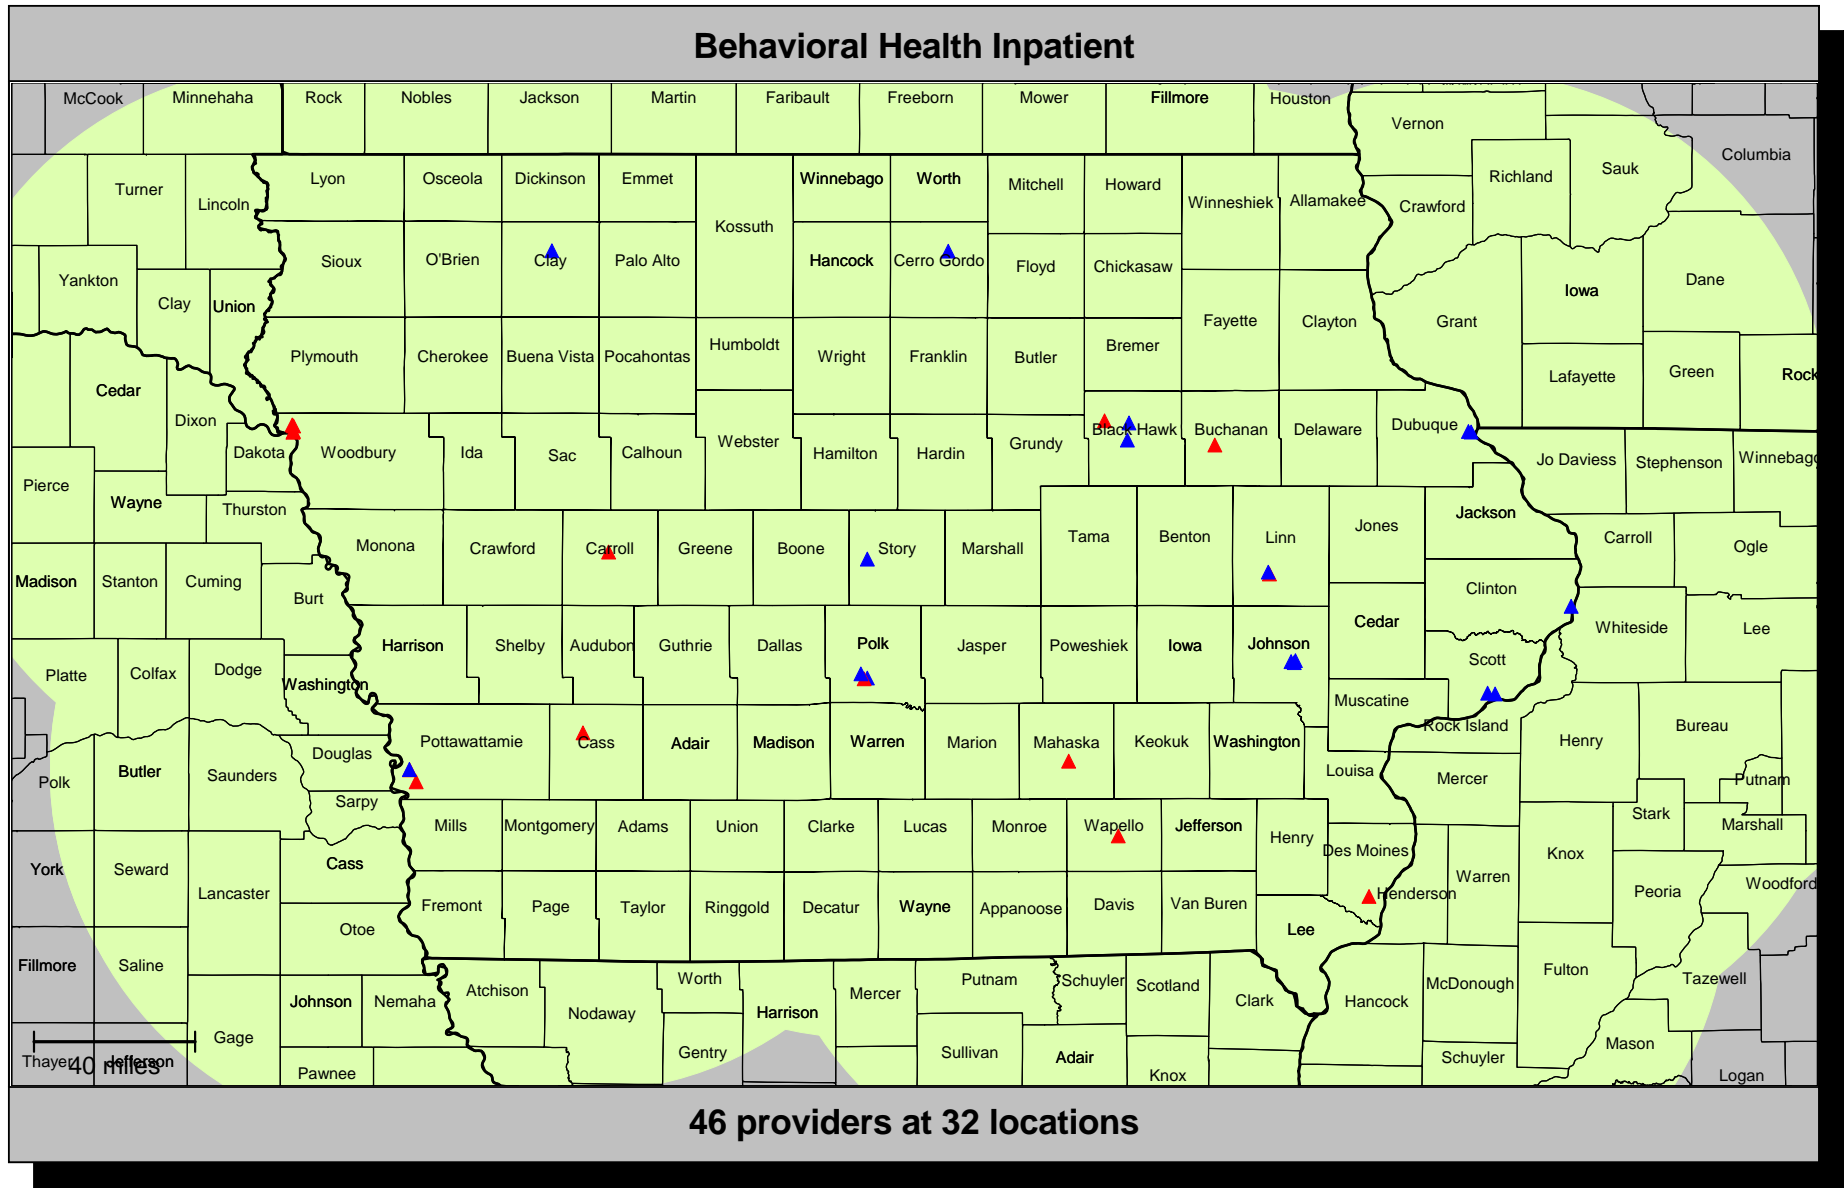 Behavioral Health Inpatient
McCook Minnehaha Rock Nobles Jackson Martin Faribault Freeborn Mower Fillmore Houston
Vernon
Columbia
Turner Lyon Osceola Dickinson Emmet Winnebago Worth Mitchell Howard Richland Sauk
Lincoln Winneshiek Allamakee Crawford
Kossuth
Sioux O'Brien Clay Palo Alto Hancock Cerro Gordo Floyd Chickasaw
Yankton Clay Union Iowa Dane
Fayette Clayton Grant
Plymouth Cherokee Buena Vista Pocahontas Humboldt Wright Franklin Butler Bremer
Lafayette Green Rock
Cedar
Dixon Black Hawk Buchanan Delaware Dubuque
Dakota Woodbury Ida Sac Calhoun Webster Hamilton Hardin Grundy
Jo Daviess Stephenson Winnebago
Pierce
Wayne Thurston Jackson
Monona Crawford Carroll Greene Boone Story Marshall Tama Benton Linn Jones Carroll Ogle
Madison Stanton Cuming Burt Clinton
Harrison Shelby Audubon Guthrie Dallas Polk Jasper Poweshiek Iowa Johnson Cedar Whiteside Lee
Scott
Platte Colfax Dodge Washington
Muscatine
Rock Island Bureau
Douglas Pottawattamie Cass Adair Madison Warren Marion Mahaska Keokuk Washington Henry
Polk Butler Saunders Louisa Mercer Putnam
Sarpy
Mills Montgomery Adams Union Clarke Lucas Monroe Wapello Jefferson Henry Stark Marshall
Des Moines Knox
York Seward Cass Warren
Lancaster Henderson Peoria Woodford
Fremont Page Taylor Ringgold Decatur Wayne Appanoose Davis Van Buren
Otoe Lee
Fillmore Saline Fulton
Atchison Worth Mercer Putnam Schuyler Scotland McDonough Tazewell
Johnson Nemaha Nodaway Harrison Clark Hancock
Gage Gentry Sullivan Adair Schuyler Mason
Thayer Jefferson
40 miles
Pawnee Knox Logan
46 providers at 32 locations